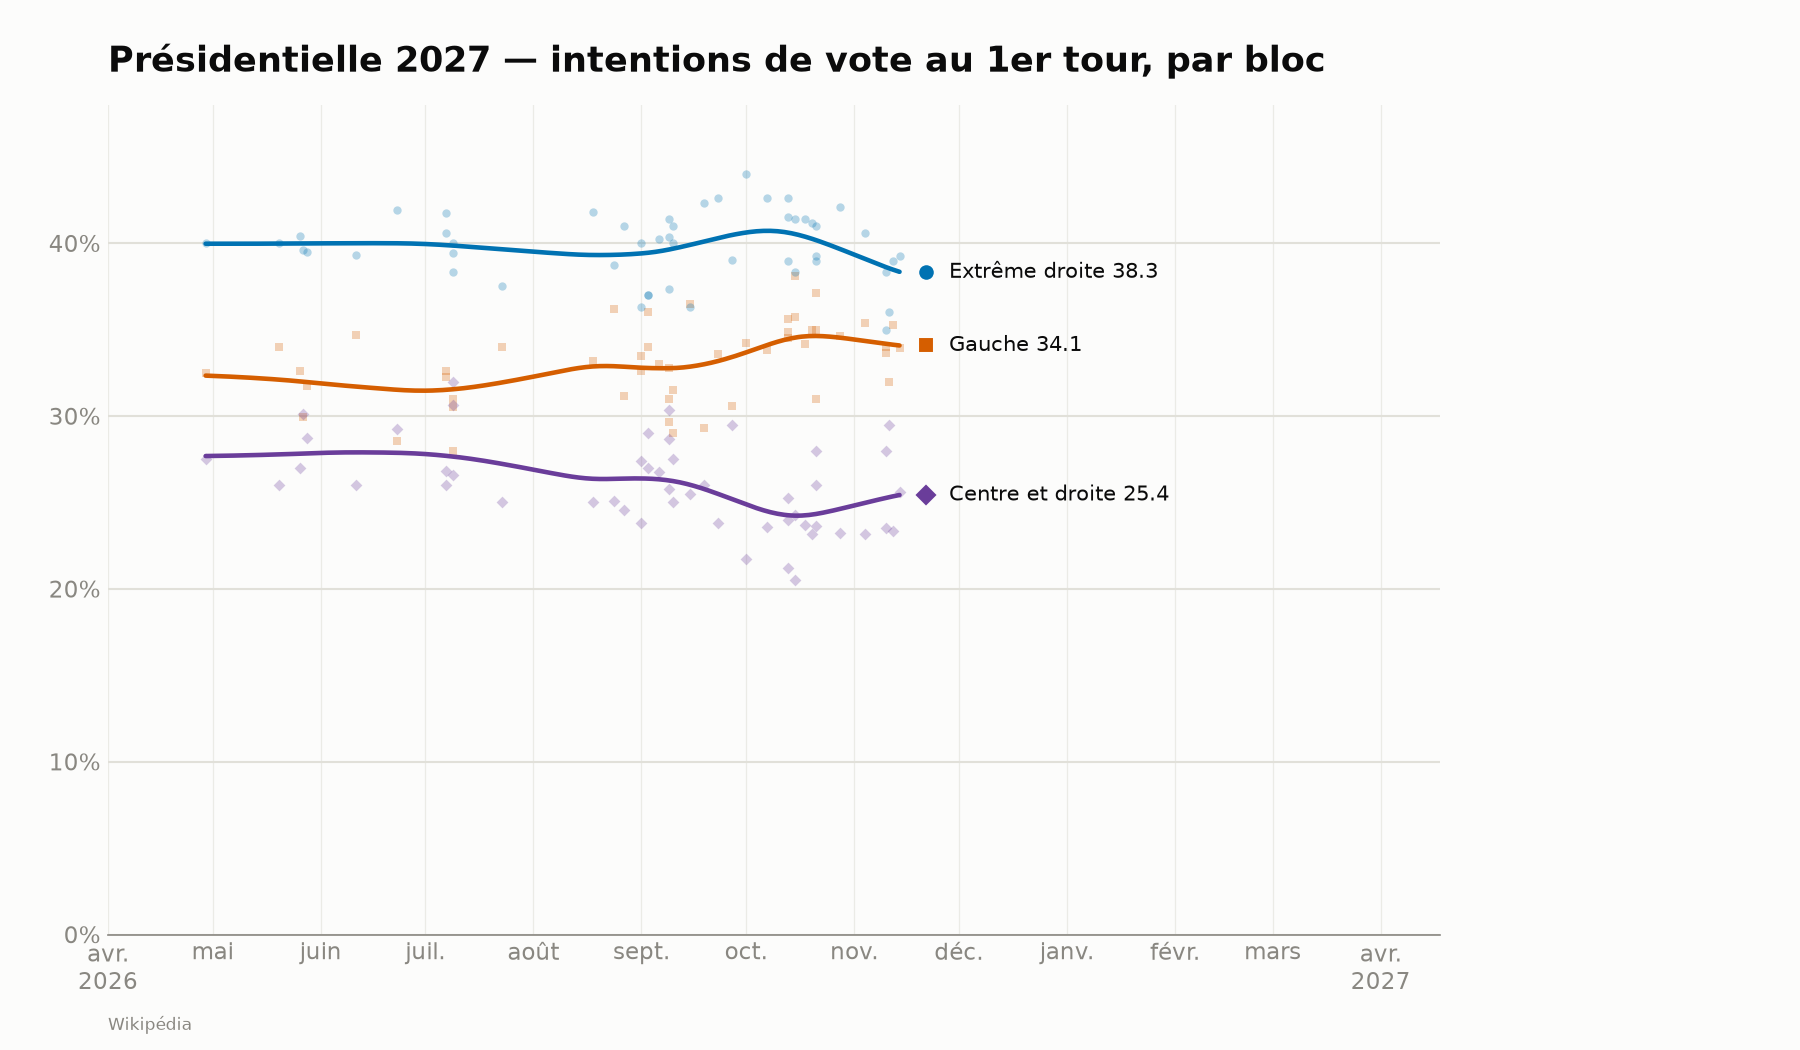 Présidentielle 2027 — intentions de vote au 1er tour, par bloc
40%
30%
20%
10%
0%
Extrême droite 38.3
Gauche 34.1
Centre et droite 25.4
avr. mai juin juil. août sept. oct. nov. déc. janv. févr. mars avr.
2026 2027
Wikipédia